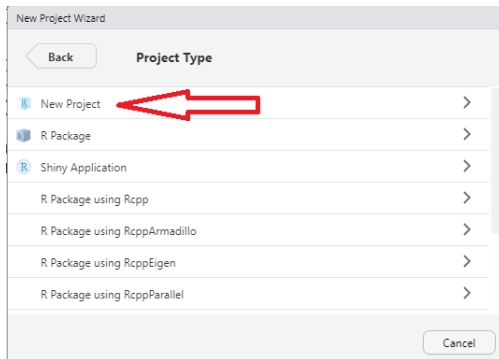 New Project Wizard
Back
Project Type
R New Project
R Package
R Shiny Application
R Package using Rcpp
R Package using RcppArmadillo
R Package using RcppEigen
R Package using RcppParallel
Cancel